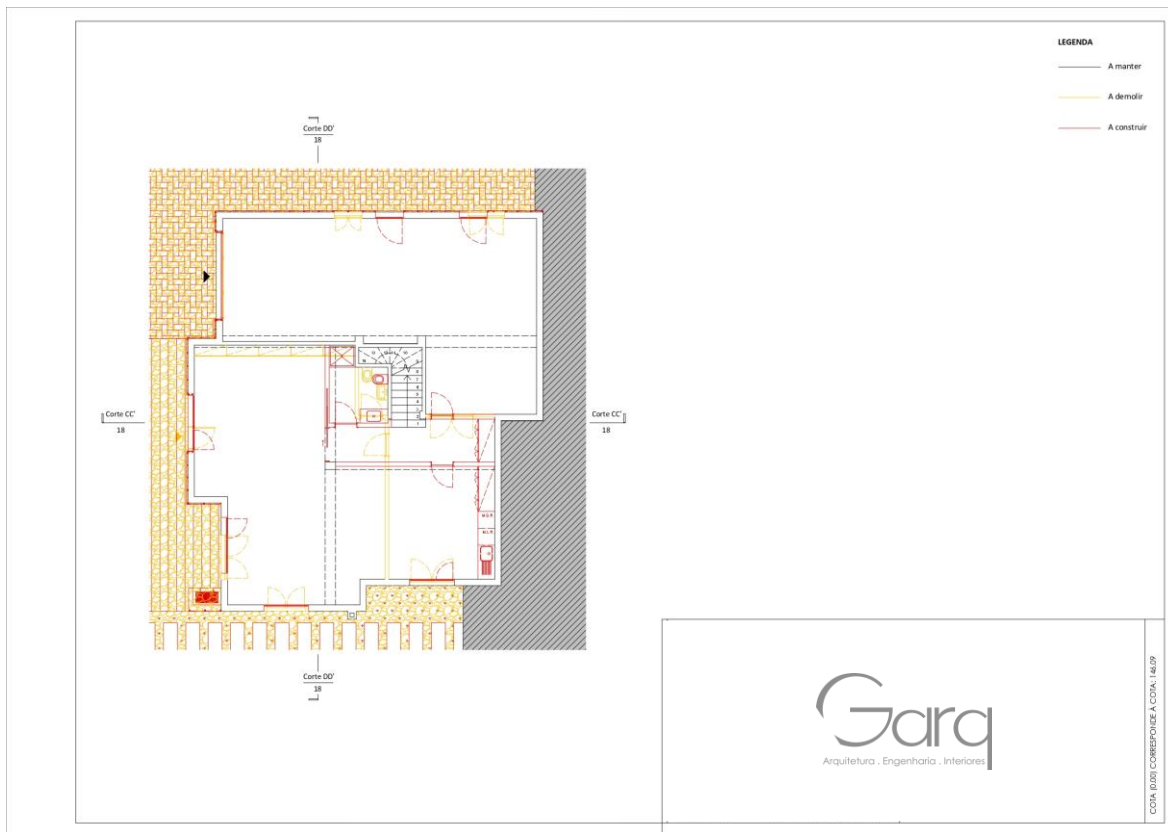 LEGENDA
A manter
A demolir
A construir
Corte DD'
18
Corte CC'
18
Corte CC'
18
M.S.R
M.L.R
Corte DD'
18
Garq
Arquitetura . Engenharia . Interiores
COTA (0.00) CORRESPONDE À COTA: 146.09